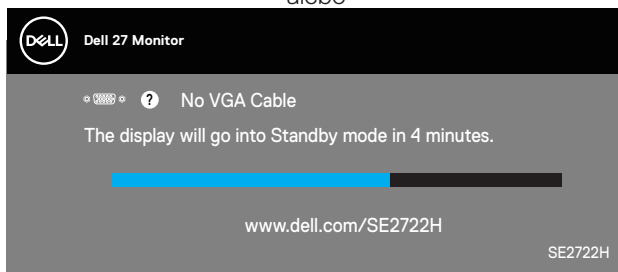 alebo
DELL
Dell 27 Monitor
? No VGA Cable
The display will go into Standby mode in 4 minutes.
www.dell.com/SE2722H
SE2722H